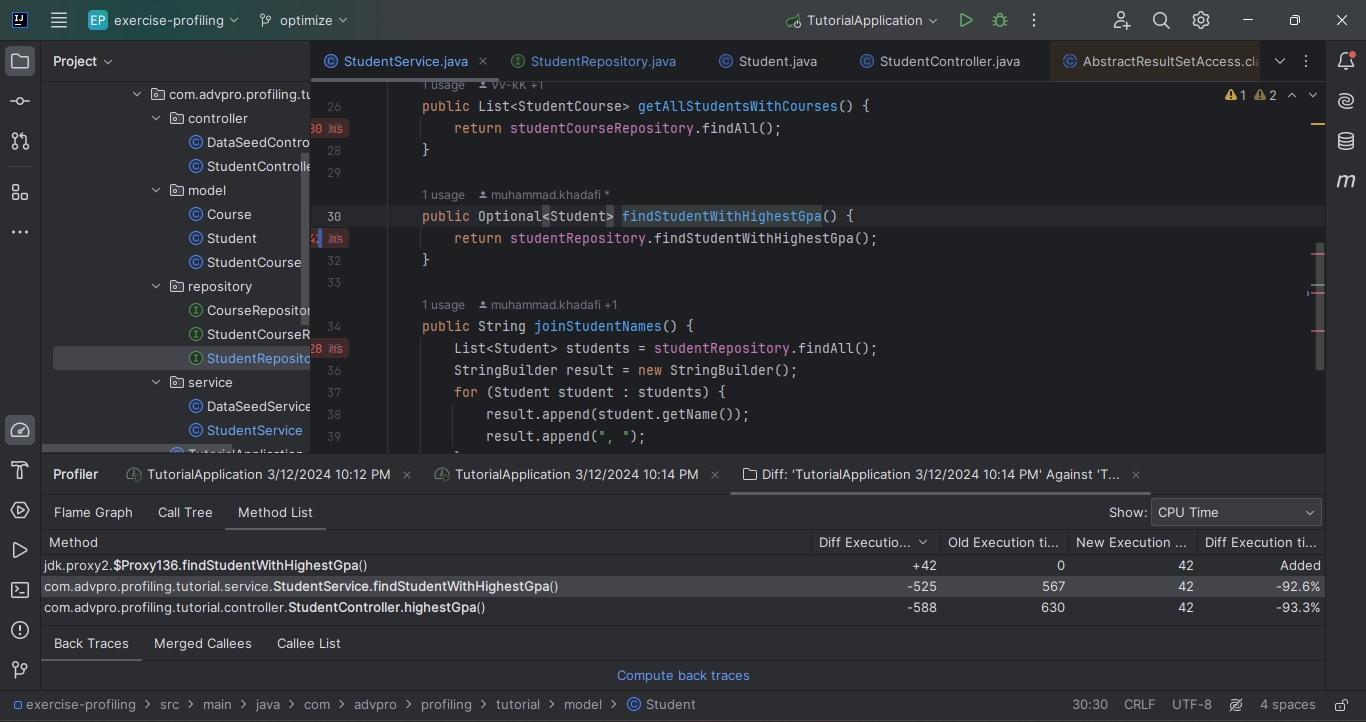 EP exercise-profiling optimize TutorialApplication
Project
StudentService.java StudentRepository.java Student.java StudentController.java AbstractResultSetAccess.cla
com.advpro.profiling.tu
controller
DataSeedContro
StudentControlle
model
Course
Student
StudentCourse
repository
CourseRepositor
StudentCourseR
StudentReposito
service
DataSeedService
StudentService
1 usage vv-kK +1
1 2
26 public List<StudentCourse> getAllStudentsWithCourses() {
30 ms return studentCourseRepository.findAll();
28 }
29
1 usage muhammad.khadafi *
30 public Optional<Student> findStudentWithHighestGpa() {
42 ms return studentRepository.findStudentWithHighestGpa();
32 }
33
1 usage muhammad.khadafi +1
34 public String joinStudentNames() {
28 ms List<Student> students = studentRepository.findAll();
36 StringBuilder result = new StringBuilder();
37 for (Student student : students) {
38 result.append(student.getName());
39 result.append(", ");
Profiler TutorialApplication 3/12/2024 10:12 PM TutorialApplication 3/12/2024 10:14 PM Diff: 'TutorialApplication 3/12/2024 10:14 PM' Against 'T...
Flame Graph Call Tree Method List Show: CPU Time
Method Diff Executio... Old Execution ti... New Execution ... Diff Execution ti...
jdk.proxy2.$Proxy136.findStudentWithHighestGpa() +42 0 42 Added
com.advpro.profiling.tutorial.service.StudentService.findStudentWithHighestGpa() -525 567 42 -92.6%
com.advpro.profiling.tutorial.controller.StudentController.highestGpa() -588 630 42 -93.3%
Back Traces Merged Callees Callee List
Compute back traces
exercise-profiling > src > main > java > com > advpro > profiling > tutorial > model > Student 30:30 CRLF UTF-8 4 spaces